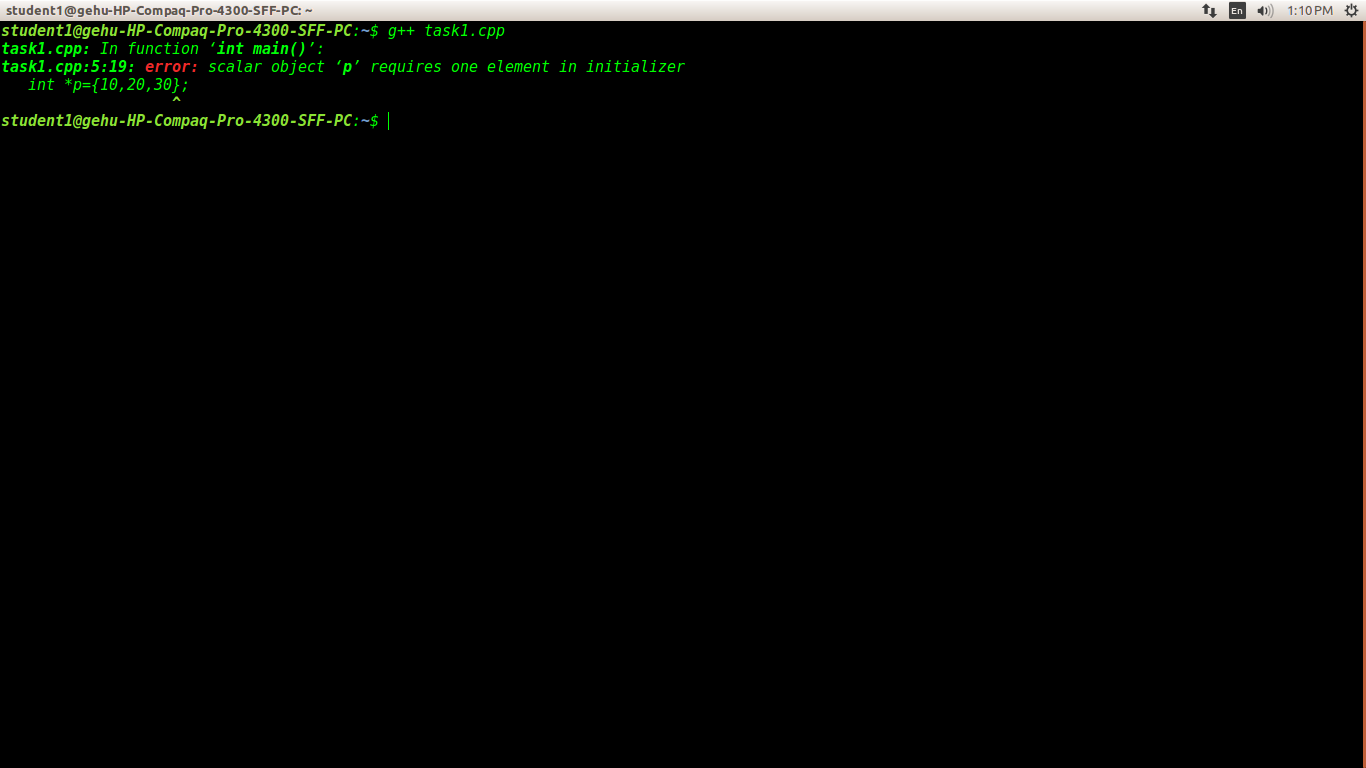 student1@gehu-HP-Compaq-Pro-4300-SFF-PC: ~
En
1:10 PM
student1@gehu-HP-Compaq-Pro-4300-SFF-PC:~$ g++ task1.cpp
task1.cpp: In function ‘int main()’:
task1.cpp:5:19: error: scalar object ‘p’ requires one element in initializer
   int *p={10,20,30};
                   ^
student1@gehu-HP-Compaq-Pro-4300-SFF-PC:~$